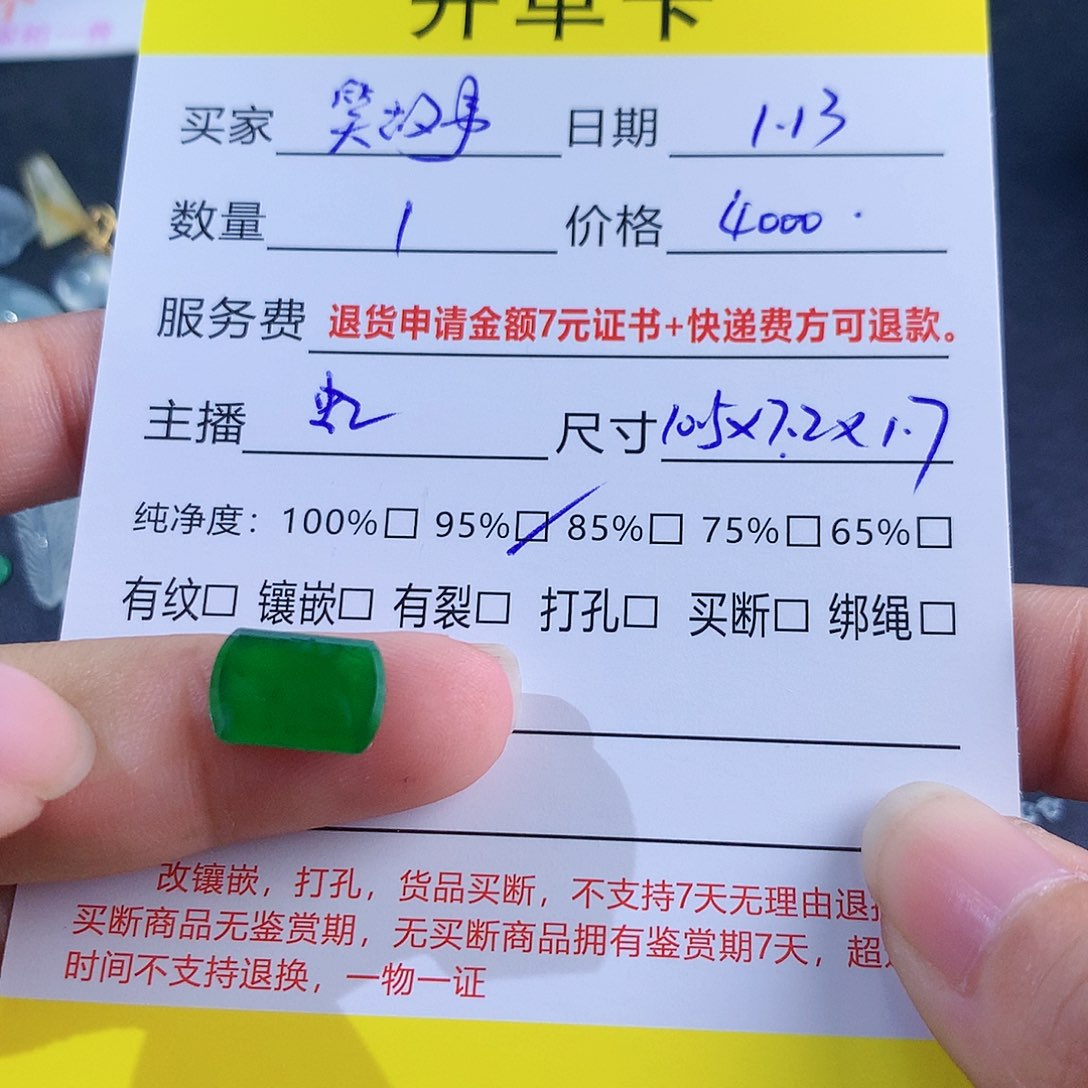 开单卡
买家 笑故事 日期 1.13
数量 1 价格 4000.
服务费 退货申请金额7元证书+快递费方可退款。
主播 虹 尺寸 10.5x7.2x1.7
纯净度：100%□ 95%□ 85%□ 75%□ 65%□
有纹□ 镶嵌□ 有裂□ 打孔□ 买断□ 绑绳□
改镶嵌，打孔，货品买断，不支持7天无理由退
买断商品无鉴赏期，无买断商品拥有鉴赏期7天，超
时间不支持退换，一物一证